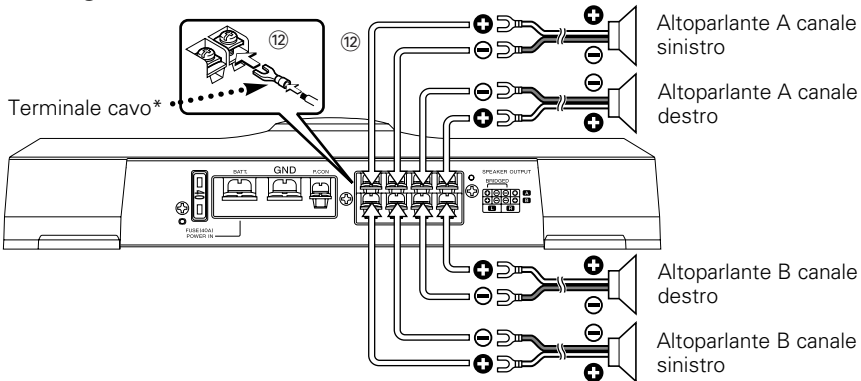 ⑫
⑫
Terminale cavo*
Altoparlante A canale
sinistro
Altoparlante A canale
destro
BATT.
GND
P.CON
FUSE(40A)
POWER IN
SPEAKER OUTPUT
BRIDGED
A
B
L
R
Altoparlante B canale
destro
Altoparlante B canale
sinistro